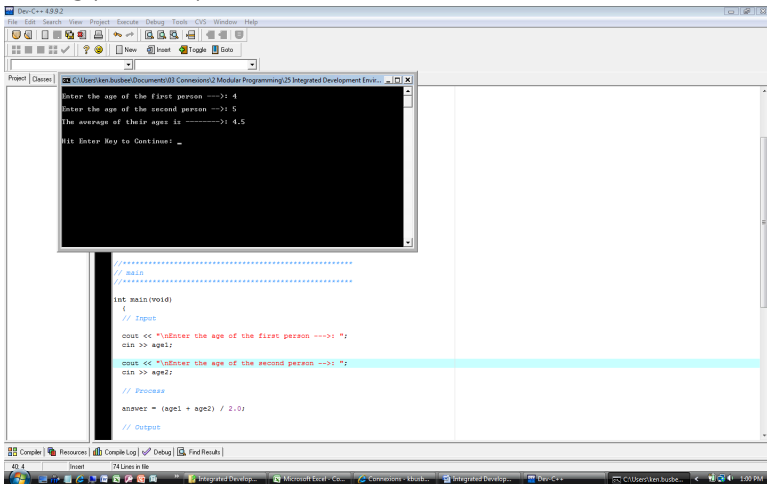 Dev-C++ 4.9.9.2
File Edit Search View Project Execute Debug Tools CVS Window Help
New Insert Toggle Goto
Project Classes
C:\Users\ken.busbee\Documents\03 Connexions\2 Modular Programming\25 Integrated Development Envir...
Enter the age of the first person --->: 4
Enter the age of the second person -->: 5
The average of their ages is -------->: 4.5
Hit Enter Key to Continue: _
//******************************************************
// main
//******************************************************
int main(void)
{
// Input
cout << "\nEnter the age of the first person --->: ";
cin >> age1;
cout << "\nEnter the age of the second person -->: ";
cin >> age2;
// Process
answer = (age1 + age2) / 2.0;
// Output
Compiler Resources Compile Log Debug Find Results
40: 4 Insert 74 Lines in file
Integrated Develop... Microsoft Excel - Co... Connexions - kbusb... Integrated Develop... Dev-C++ C:\Users\ken.busbe... 1:00 PM